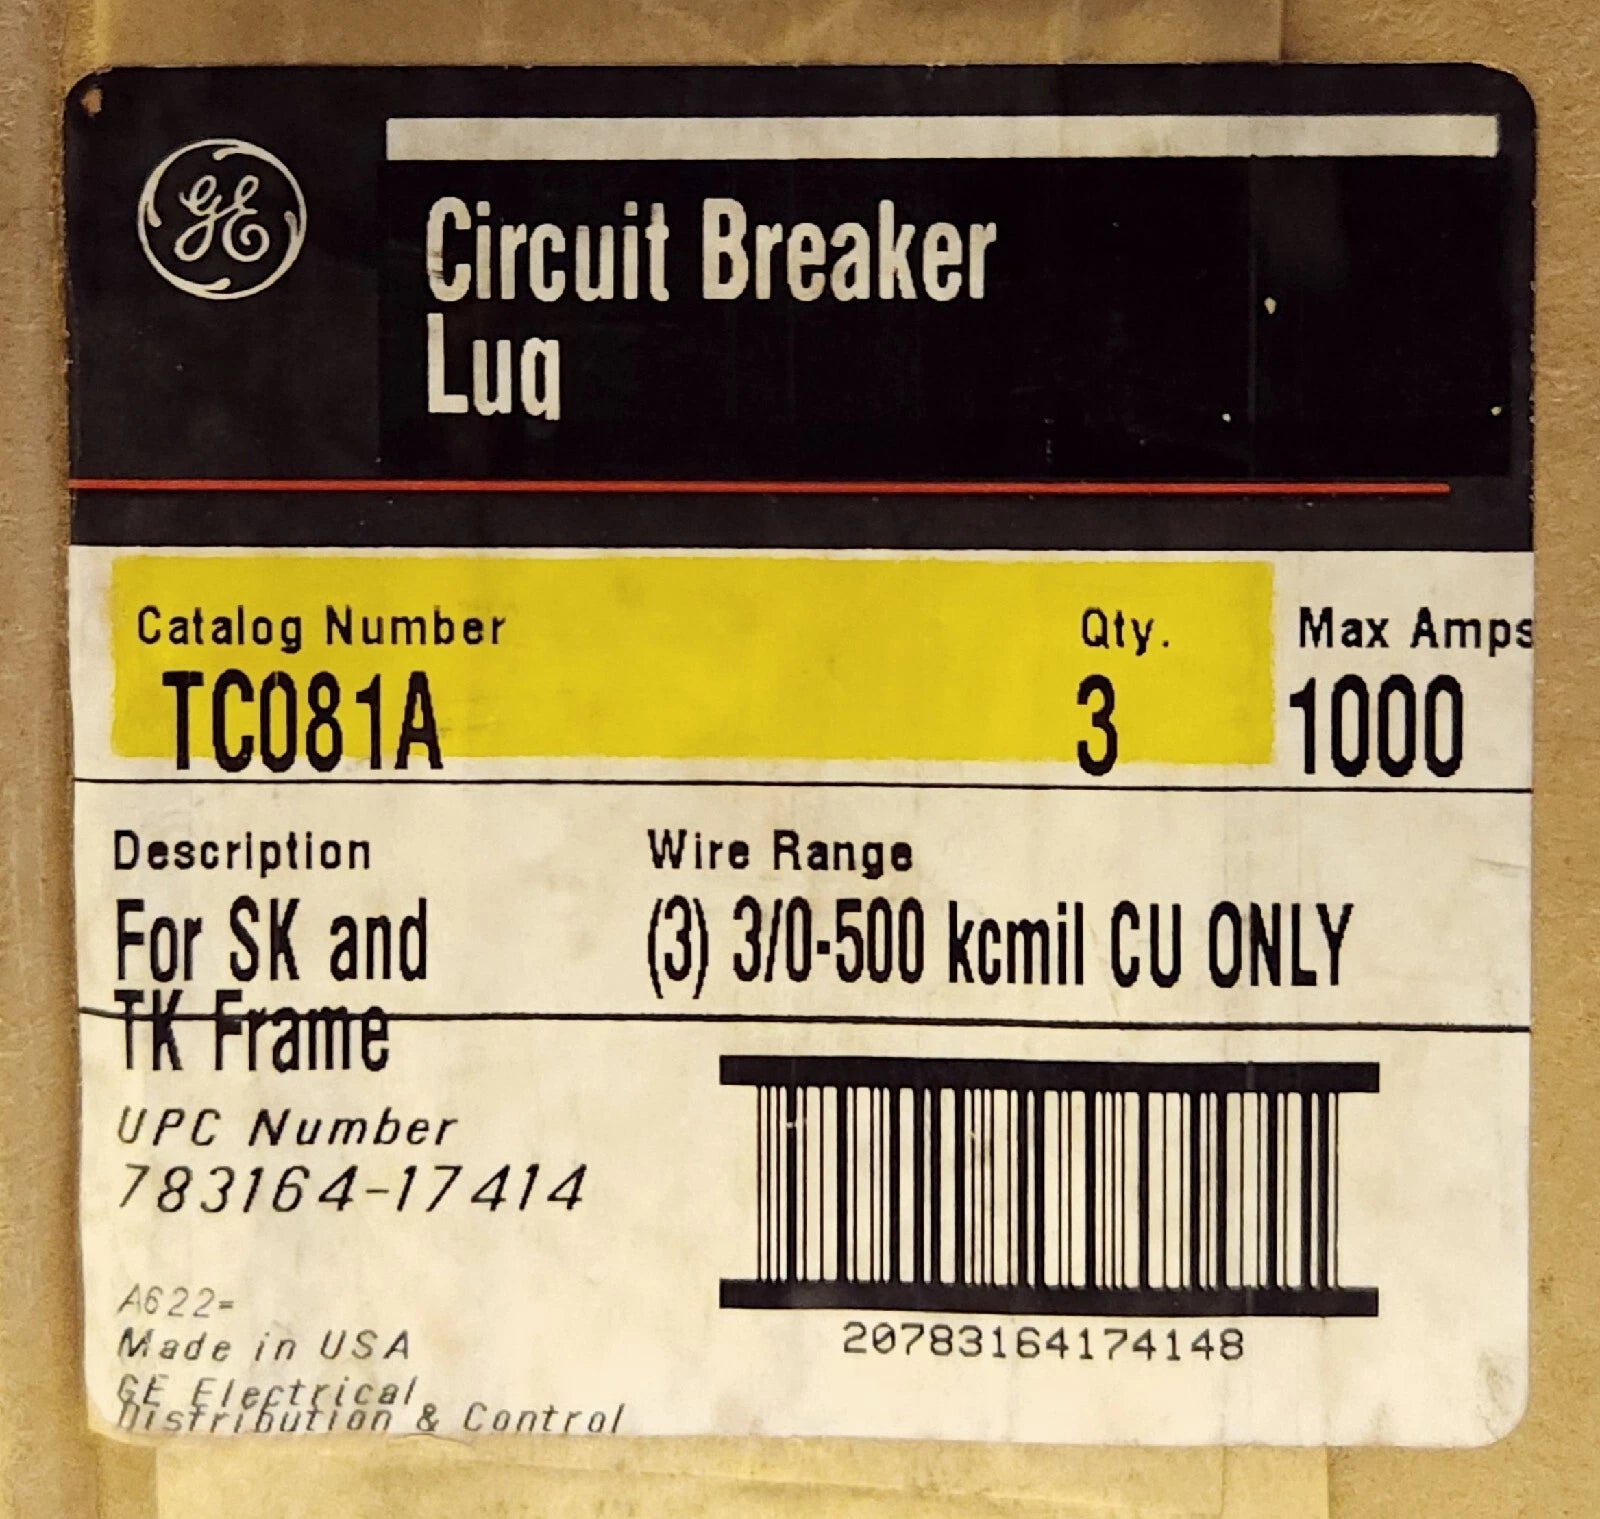 GE
Circuit Breaker
Lug
Catalog Number Qty. Max Amps
TC081A 3 1000
Description Wire Range
For SK and (3) 3/0-500 kcmil CU ONLY
TK Frame
UPC Number
783164-17414
20783164174148
A622=
Made in USA
GE Electrical
Distribution & Control